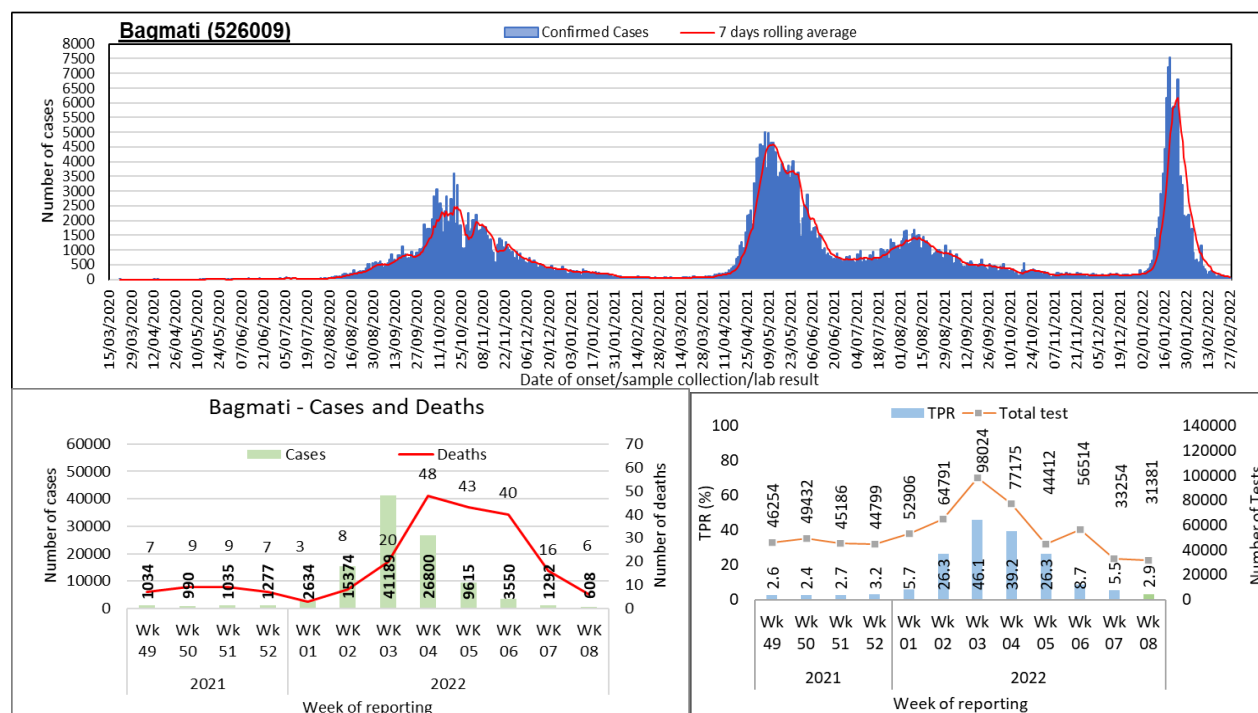 Bagmati (526009)
Confirmed Cases 7 days rolling average
Number of cases
8000
7500
7000
6500
6000
5500
5000
4500
4000
3500
3000
2500
2000
1500
1000
500
0
15/03/2020 29/03/2020 12/04/2020 26/04/2020 10/05/2020 24/05/2020 07/06/2020 21/06/2020 05/07/2020 19/07/2020 02/08/2020 16/08/2020 30/08/2020 13/09/2020 27/09/2020 11/10/2020 25/10/2020 08/11/2020 22/11/2020 06/12/2020 20/12/2020 03/01/2021 17/01/2021 31/01/2021 14/02/2021 28/02/2021 14/03/2021 28/03/2021 11/04/2021 25/04/2021 09/05/2021 23/05/2021 06/06/2021 20/06/2021 04/07/2021 18/07/2021 01/08/2021 15/08/2021 29/08/2021 12/09/2021 26/09/2021 10/10/2021 24/10/2021 07/11/2021 21/11/2021 05/12/2021 19/12/2021 02/01/2022 16/01/2022 30/01/2022 13/02/2022 27/02/2022
Date of onset/sample collection/lab result
Bagmati - Cases and Deaths
Cases Deaths
Number of cases
60000
50000
40000
30000
20000
10000
0
7 9 9 7 3 8 20 48 43 40 16 6
1034 990 1035 1277 2634 15374 41189 26800 9615 3550 1292 608
70
60
50
40
30
20
10
0
Number of deaths
Wk Wk Wk Wk WK WK WK WK WK WK WK WK
49 50 51 52 01 02 03 04 05 06 07 08
2021 2022
Week of reporting
TPR Total test
TPR (%)
100
80
60
40
20
0
46254 49432 45186 44799 52906 64791 98024 77175 44412 56514 33254 31381
2.6 2.4 2.7 3.2 5.7 26.3 46.1 39.2 26.3 8.7 5.5 2.9
140000
120000
100000
80000
60000
40000
20000
0
Number of Tests
Wk Wk Wk Wk Wk Wk Wk Wk Wk Wk Wk Wk
49 50 51 52 01 02 03 04 05 06 07 08
2021 2022
Week of reporting